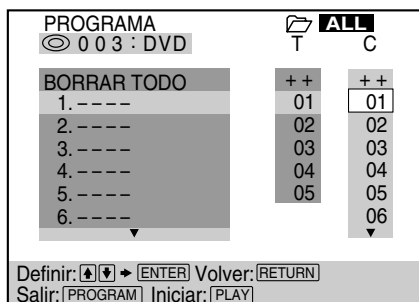 PROGRAMA ALL
003:DVD T C
BORRAR TODO ++ ++
1. – – – – 01 01
2. – – – – 02 02
3. – – – – 03 03
4. – – – – 04 04
5. – – – – 05 05
6. – – – – 06
Definir: ENTER Volver: RETURN
Salir: PROGRAM Iniciar: PLAY